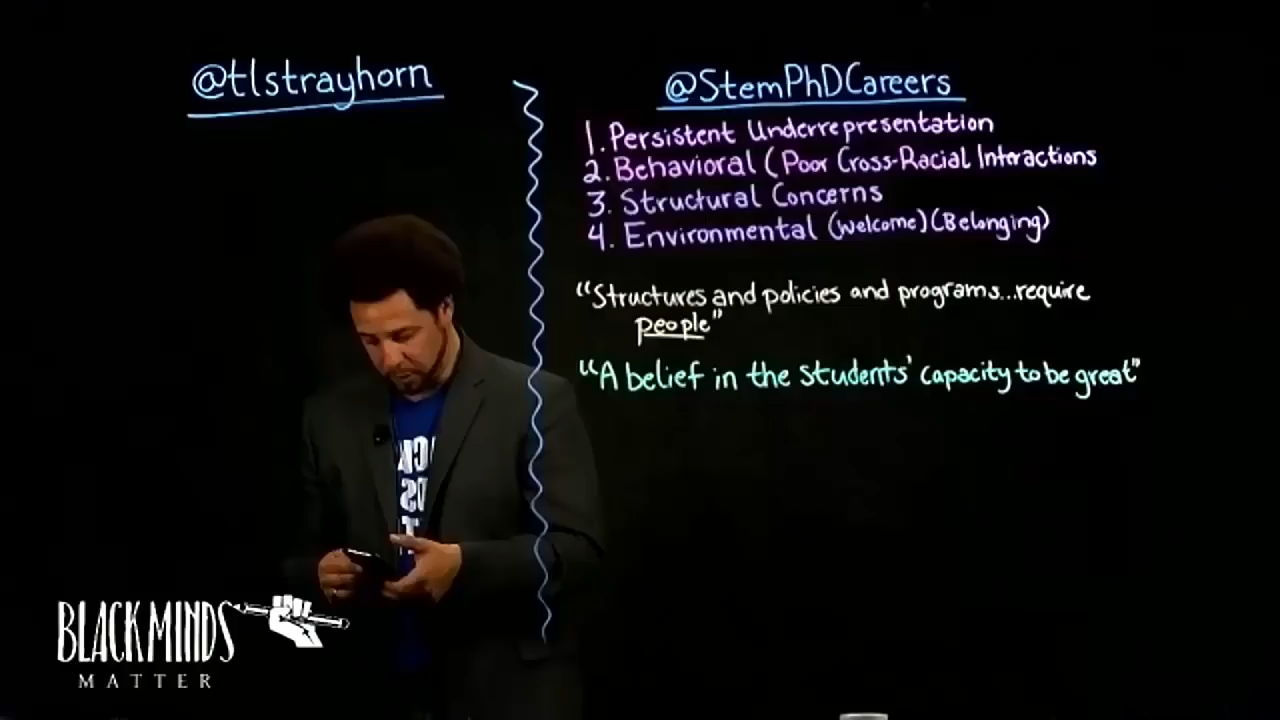 @tlstrayhorn
@StemPhDCareers
1. Persistent Underrepresentation
2. Behavioral (Poor Cross-Racial Interactions
3. Structural Concerns
4. Environmental (Welcome) (Belonging)
"Structures and policies and programs...require
people"
"A belief in the students' capacity to be great"
BLACK MINDS
MATTER